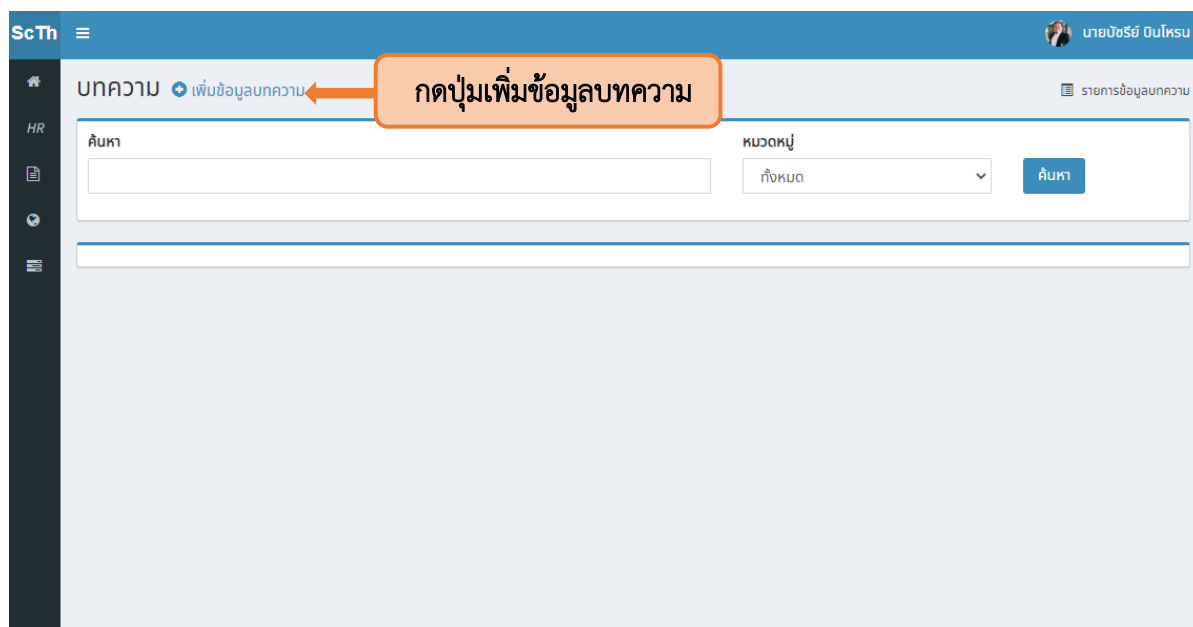 ScTh
นายบัซรีย์ บินโหรน
บทความ เพิ่มข้อมูลบทความ
กดปุ่มเพิ่มข้อมูลบทความ
รายการข้อมูลบทความ
HR
ค้นหา
หมวดหมู่
ทั้งหมด
ค้นหา